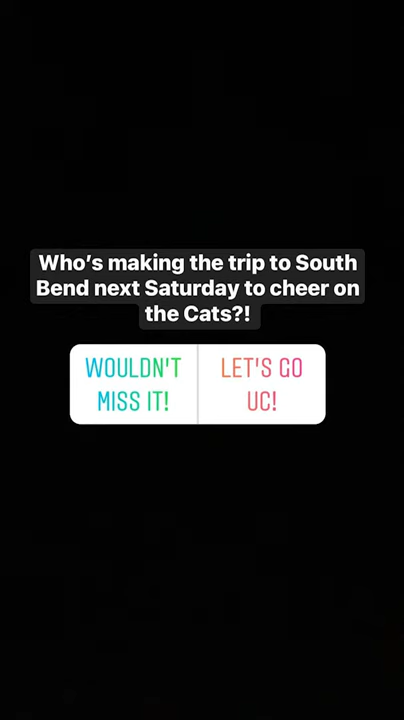 Who’s making the trip to South
Bend next Saturday to cheer on
the Cats?!
WOULDN'T
MISS IT!
LET'S GO
UC!